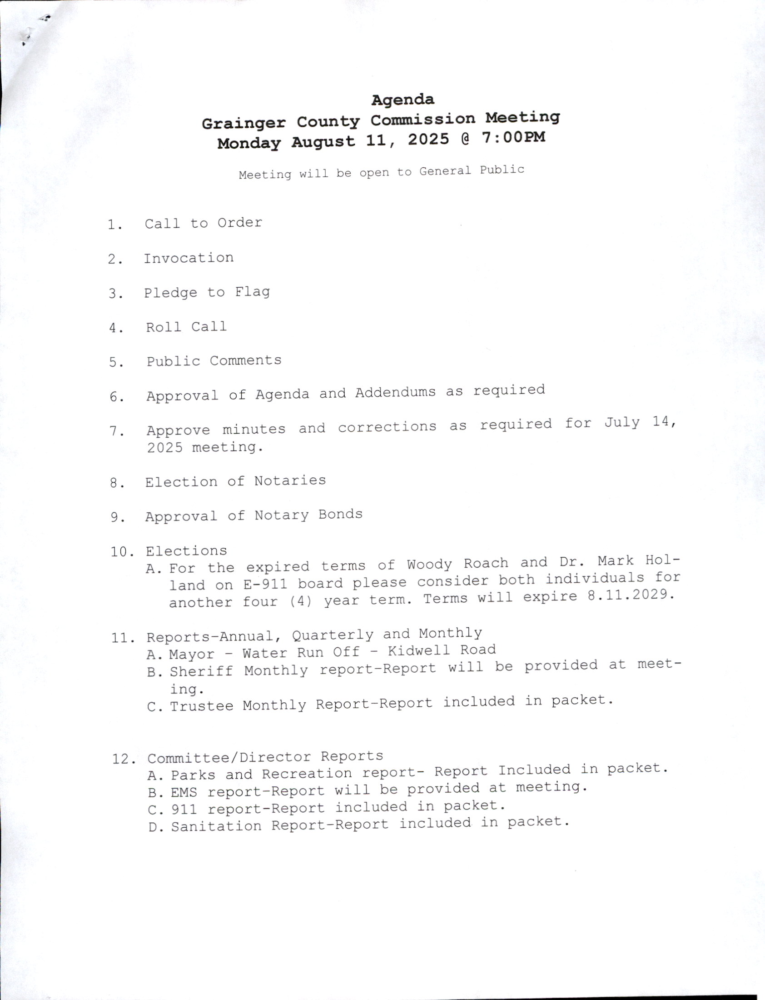 Agenda
Grainger County Commission Meeting
Monday August 11, 2025 @ 7:00PM
Meeting will be open to General Public
1. Call to Order
2. Invocation
3. Pledge to Flag
4. Roll Call
5. Public Comments
6. Approval of Agenda and Addendums as required
7. Approve minutes and corrections as required for July 14,
2025 meeting.
8. Election of Notaries
9. Approval of Notary Bonds
10. Elections
A. For the expired terms of Woody Roach and Dr. Mark Hol-
land on E-911 board please consider both individuals for
another four (4) year term. Terms will expire 8.11.2029.
11. Reports-Annual, Quarterly and Monthly
A. Mayor - Water Run Off - Kidwell Road
B. Sheriff Monthly report-Report will be provided at meet-
ing.
C. Trustee Monthly Report-Report included in packet.
12. Committee/Director Reports
A. Parks and Recreation report- Report Included in packet.
B. EMS report-Report will be provided at meeting.
C. 911 report-Report included in packet.
D. Sanitation Report-Report included in packet.